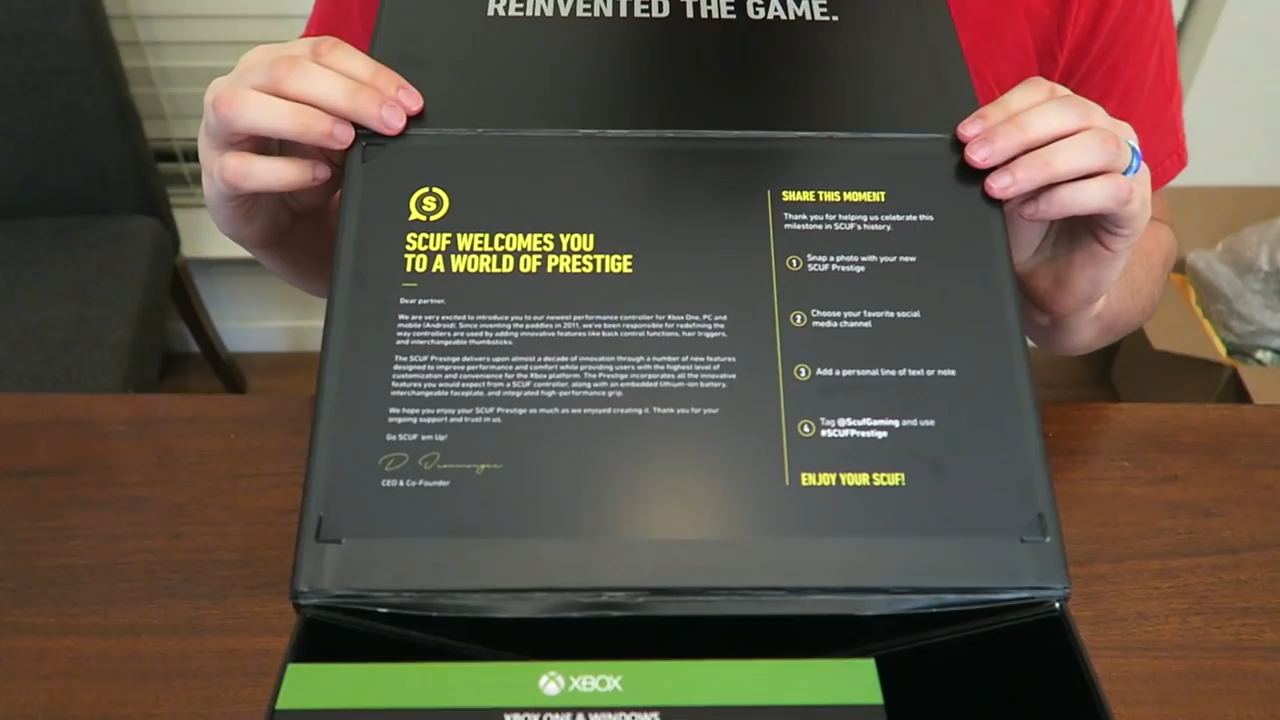 REINVENTED THE GAME.
S
SCUF WELCOMES YOU
TO A WORLD OF PRESTIGE
Dear partner,
We are very excited to introduce you to our newest performance controller for Xbox One, PC and
mobile (Android). Since inventing the paddles in 2011, we've been responsible for redefining the
way controllers are used by adding innovative features like back control functions, hair triggers,
and interchangeable thumbsticks.
The SCUF Prestige delivers upon almost a decade of innovation through a number of new features
designed to improve performance and comfort while providing users with the highest level of
customization and convenience for the Xbox platform. The Prestige incorporates all the innovative
features you would expect from a SCUF controller, along with an embedded lithium-ion battery,
interchangeable faceplate, and integrated high-performance grip.
We hope you enjoy your SCUF Prestige as much as we enjoyed creating it. Thank you for your
ongoing support and trust in us.
Go SCUF 'em Up!
D. Ironmonger
CEO & Co-Founder
SHARE THIS MOMENT
Thank you for helping us celebrate this
milestone in SCUF's history.
1 Snap a photo with your new
SCUF Prestige
2 Choose your favorite social
media channel
3 Add a personal line of text or note
4 Tag @ScufGaming and use
#SCUFPrestige
ENJOY YOUR SCUF!
XBOX
XBOX ONE & WINDOWS